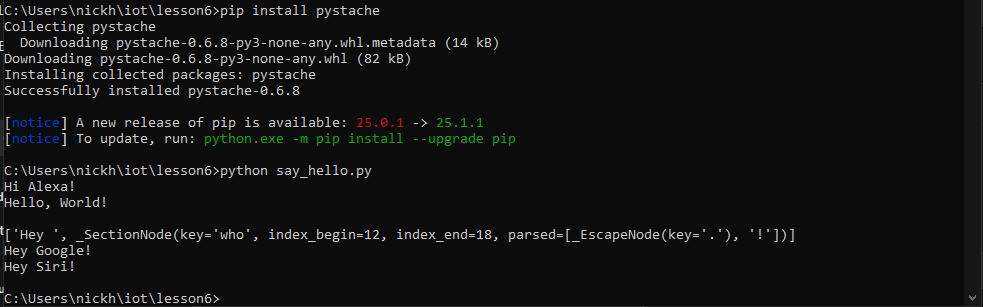 C:\Users\nickh\iot\lesson6>pip install pystache
Collecting pystache
  Downloading pystache-0.6.8-py3-none-any.whl.metadata (14 kB)
Downloading pystache-0.6.8-py3-none-any.whl (82 kB)
Installing collected packages: pystache
Successfully installed pystache-0.6.8

[notice] A new release of pip is available: 25.0.1 -> 25.1.1
[notice] To update, run: python.exe -m pip install --upgrade pip

C:\Users\nickh\iot\lesson6>python say_hello.py
Hi Alexa!
Hello, World!

['Hey ', _SectionNode(key='who', index_begin=12, index_end=18, parsed=[_EscapeNode(key='.'), '!'])]
Hey Google!
Hey Siri!

C:\Users\nickh\iot\lesson6>